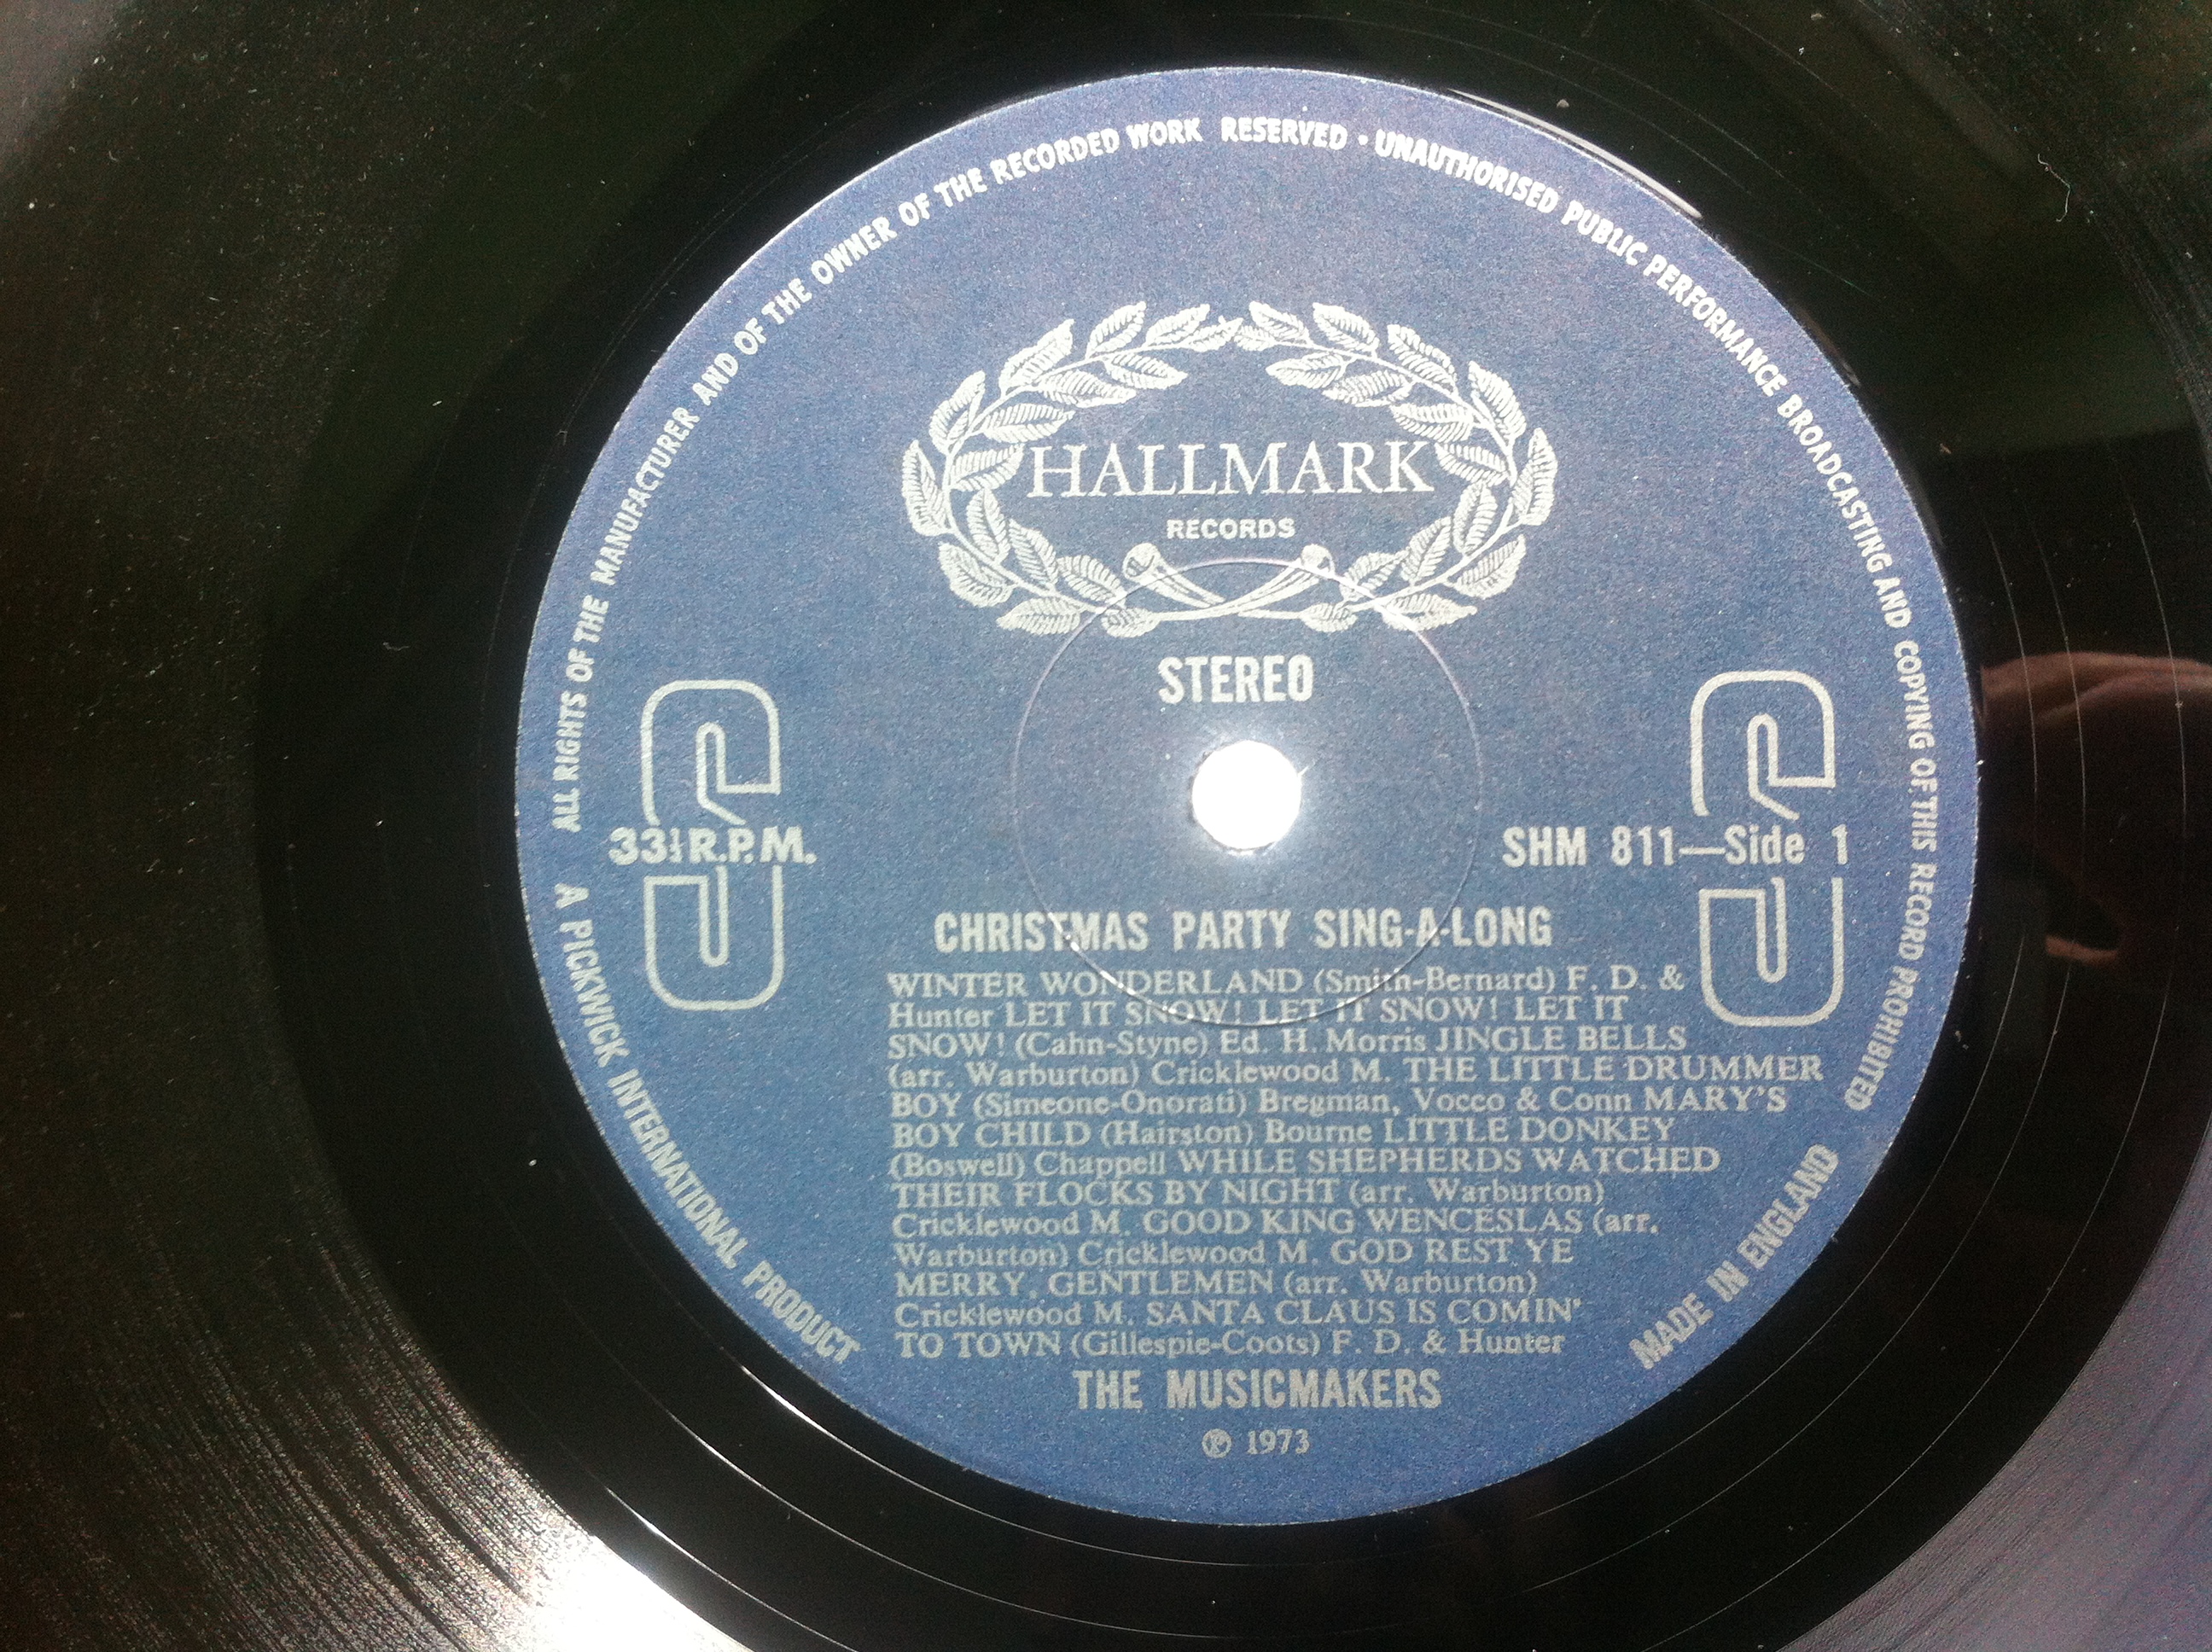 ALL RIGHTS OF THE MANUFACTURER AND OF THE OWNER OF THE RECORDED WORK RESERVED · UNAUTHORISED PUBLIC PERFORMANCE BROADCASTING AND COPYING OF THIS RECORD PROHIBITED
HALLMARK
RECORDS
STEREO
33⅓ R.P.M.
SHM 811—Side 1
CHRISTMAS PARTY SING-A-LONG
WINTER WONDERLAND (Smith-Bernard) F. D. &
Hunter LET IT SNOW! LET IT SNOW! LET IT
SNOW! (Cahn-Styne) Ed. H. Morris JINGLE BELLS
(arr. Warburton) Cricklewood M. THE LITTLE DRUMMER
BOY (Simeone-Onorati) Bregman, Vocco & Conn MARY'S
BOY CHILD (Hairston) Bourne LITTLE DONKEY
(Boswell) Chappell WHILE SHEPHERDS WATCHED
THEIR FLOCKS BY NIGHT (arr. Warburton)
Cricklewood M. GOOD KING WENCESLAS (arr.
Warburton) Cricklewood M. GOD REST YE
MERRY, GENTLEMEN (arr. Warburton)
Cricklewood M. SANTA CLAUS IS COMIN'
TO TOWN (Gillespie-Coots) F. D. & Hunter
THE MUSICMAKERS
℗ 1973
A PICKWICK INTERNATIONAL PRODUCT
MADE IN ENGLAND